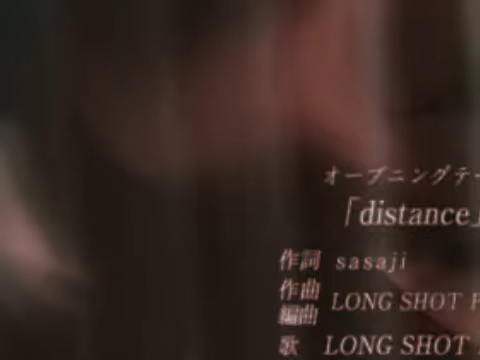 オープニングテー
「distance」
作詞 sasaji
作曲
編曲 LONG SHOT
歌 LONG SHOT